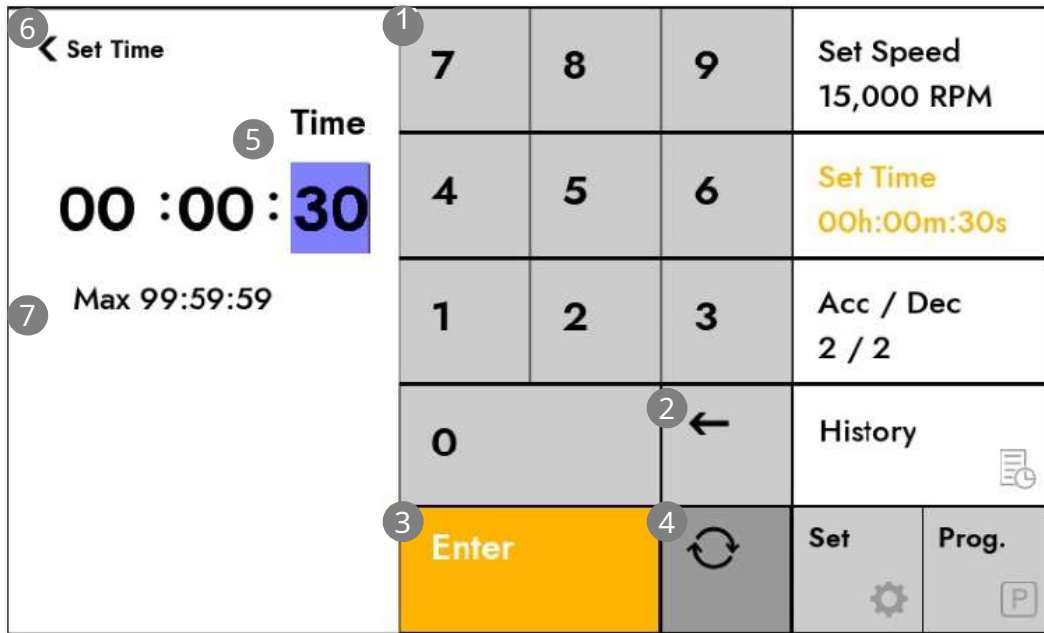 6
Set Time
5
Time
00 :00 : 30
7
Max 99:59:59
1
7 8 9
4 5 6
1 2 3
0
2
←
3
Enter
4
Set Speed
15,000 RPM
Set Time
00h:00m:30s
Acc / Dec
2 / 2
History
Set
Prog.
P